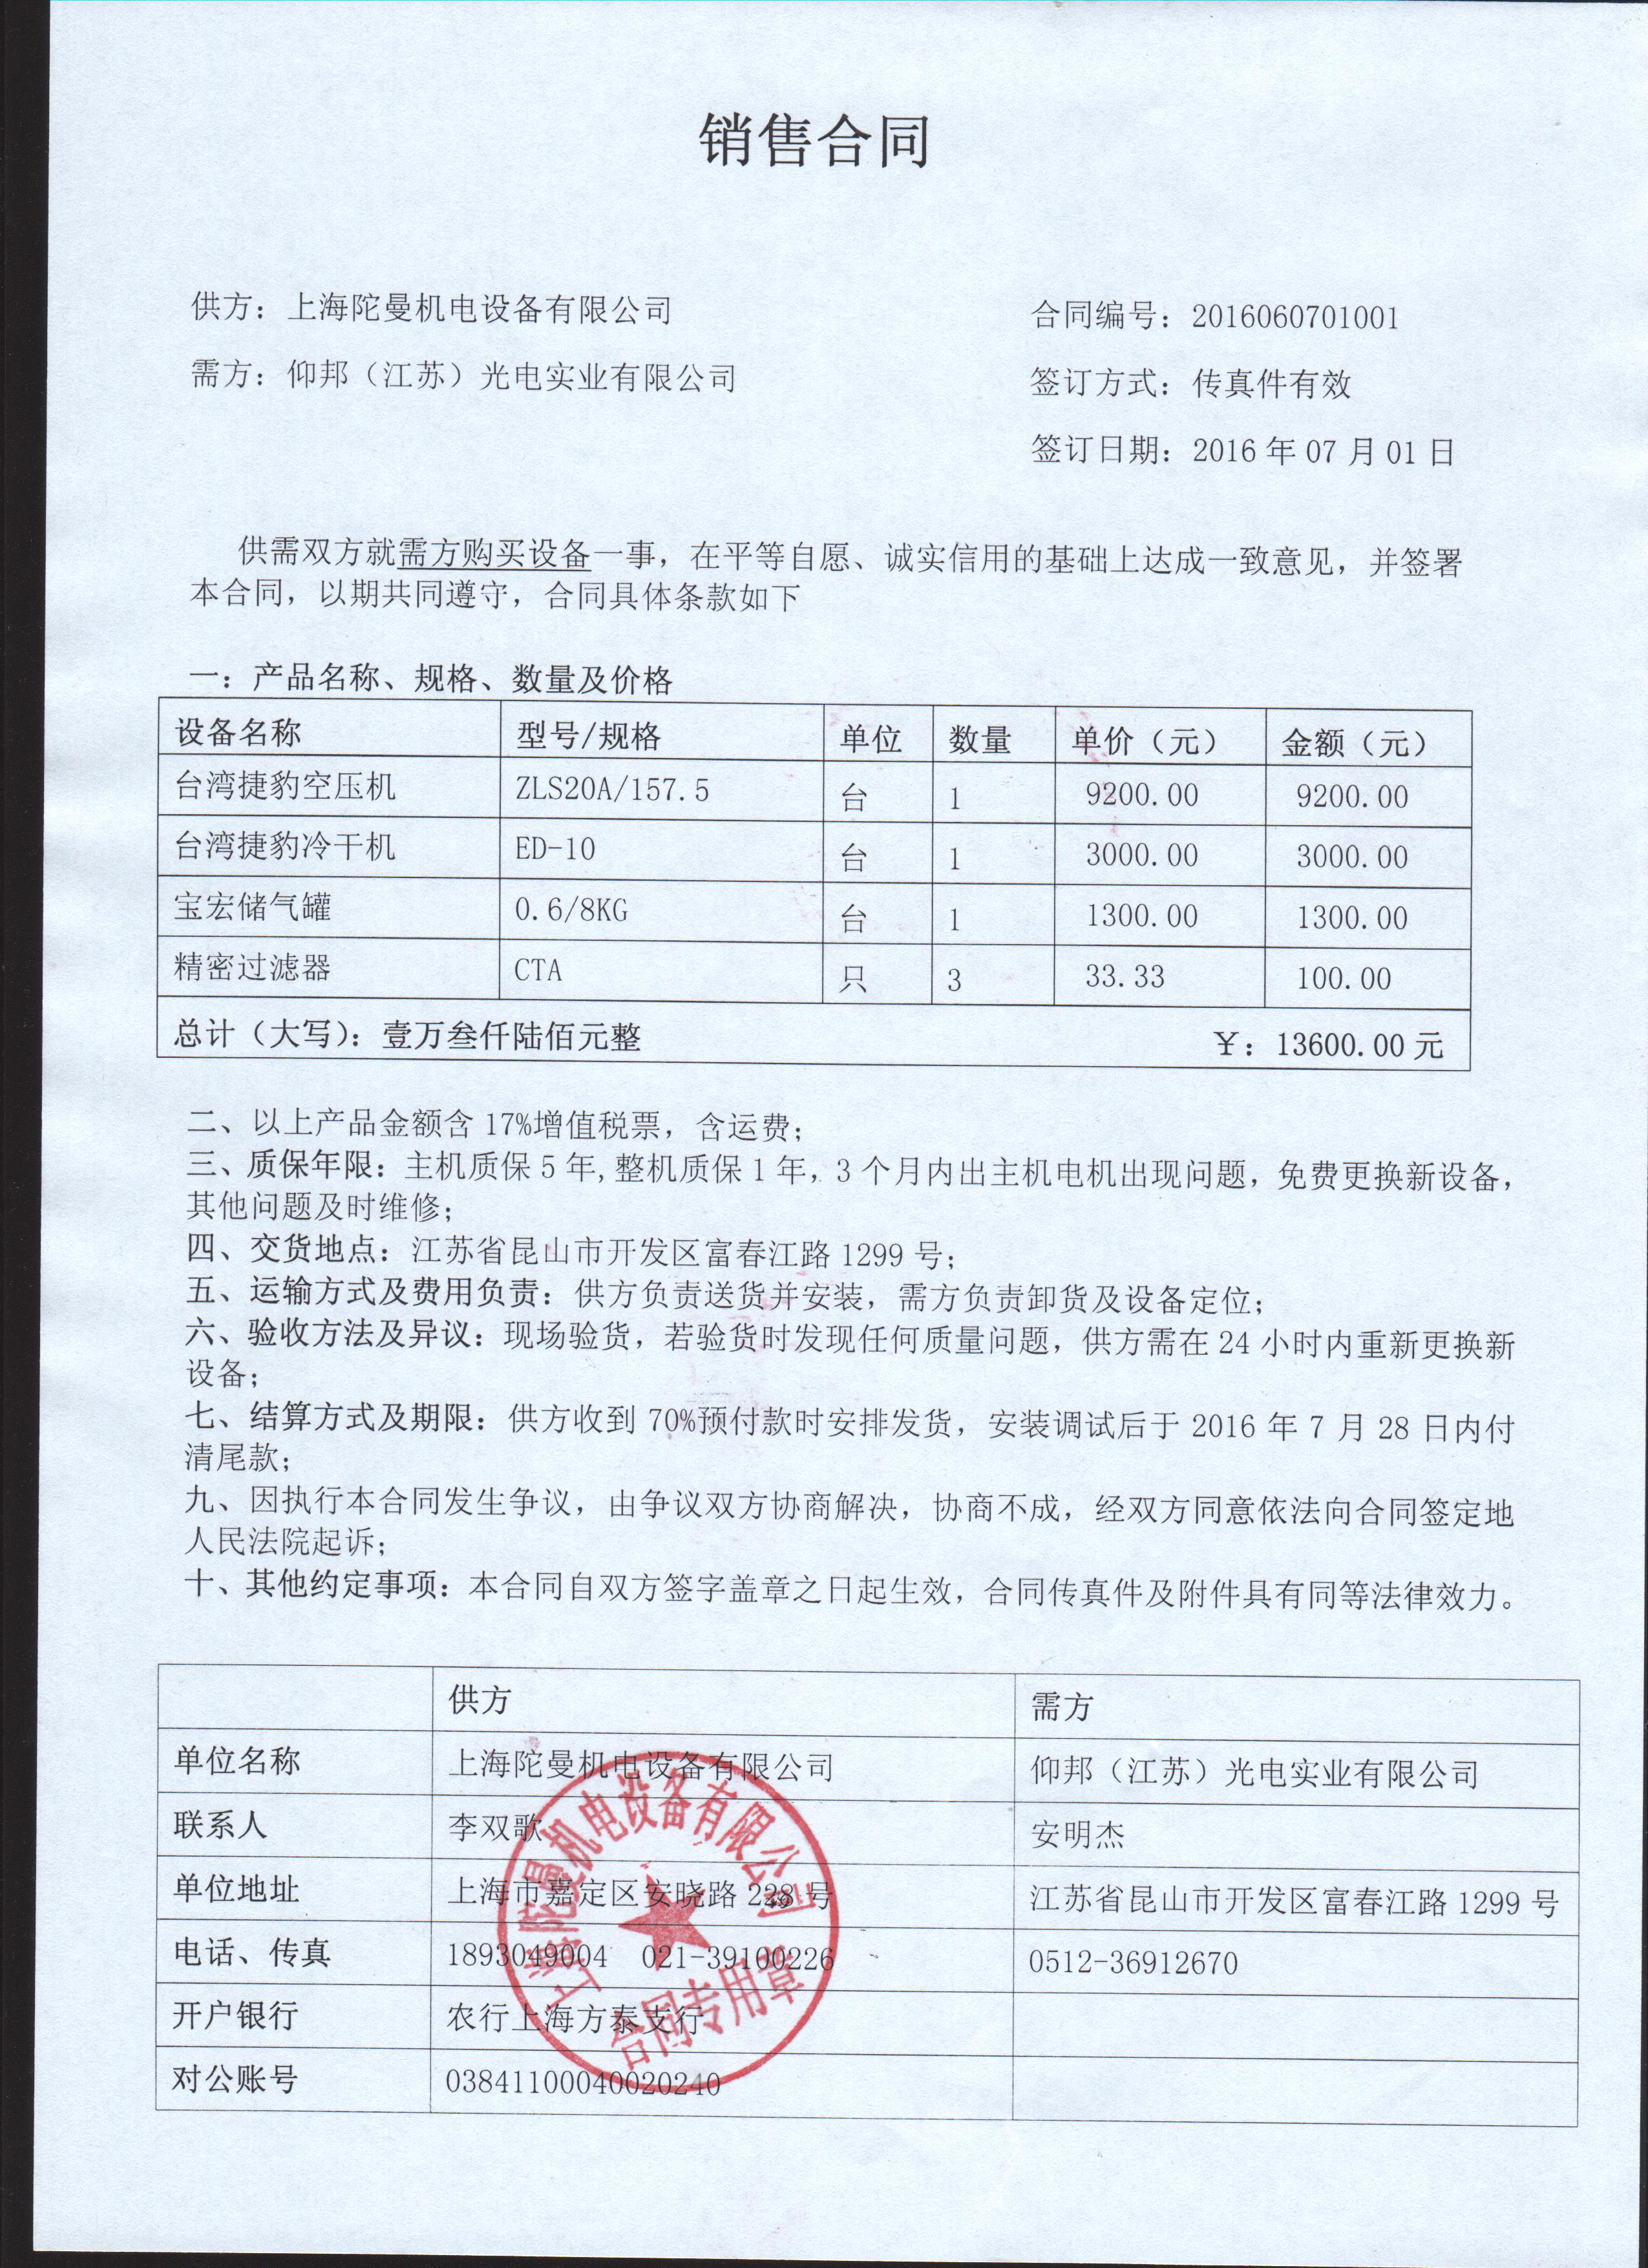 销售合同
供方：上海陀曼机电设备有限公司
合同编号：2016060701001
需方：仰邦（江苏）光电实业有限公司
签订方式：传真件有效
签订日期：2016 年 07 月 01 日
供需双方就需方购买设备一事，在平等自愿、诚实信用的基础上达成一致意见，并签署
本合同，以期共同遵守，合同具体条款如下
一：产品名称、规格、数量及价格
设备名称 型号/规格 单位 数量 单价（元） 金额（元）
台湾捷豹空压机 ZLS20A/157.5 台 1 9200.00 9200.00
台湾捷豹冷干机 ED-10 台 1 3000.00 3000.00
宝宏储气罐 0.6/8KG 台 1 1300.00 1300.00
精密过滤器 CTA 只 3 33.33 100.00
总计（大写）：壹万叁仟陆佰元整 ￥：13600.00 元
二、以上产品金额含 17%增值税票，含运费；
三、质保年限：主机质保 5 年, 整机质保 1 年，3 个月内出主机电机出现问题，免费更换新设备，
其他问题及时维修；
四、交货地点：江苏省昆山市开发区富春江路 1299 号；
五、运输方式及费用负责：供方负责送货并安装，需方负责卸货及设备定位；
六、验收方法及异议：现场验货，若验货时发现任何质量问题，供方需在 24 小时内重新更换新
设备；
七、结算方式及期限：供方收到 70%预付款时安排发货，安装调试后于 2016 年 7 月 28 日内付
清尾款；
九、因执行本合同发生争议，由争议双方协商解决，协商不成，经双方同意依法向合同签定地
人民法院起诉；
十、其他约定事项：本合同自双方签字盖章之日起生效，合同传真件及附件具有同等法律效力。
供方 需方
单位名称 上海陀曼机电设备有限公司 仰邦（江苏）光电实业有限公司
联系人 李双歌 安明杰
单位地址 上海市嘉定区安晓路 228 号 江苏省昆山市开发区富春江路 1299 号
电话、传真 1893049004 021-39100226 0512-36912670
开户银行 农行上海方泰支行
对公账号 03841100040020240
上海陀曼机电设备有限公司
合同专用章